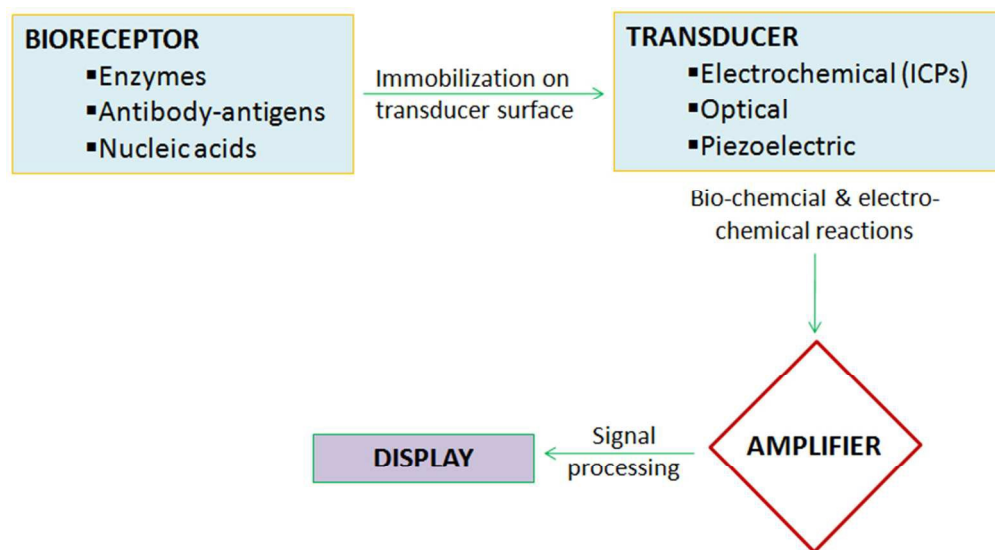 BIORECEPTOR
▪Enzymes
▪Antibody-antigens
▪Nucleic acids
Immobilization on
transducer surface
TRANSDUCER
▪Electrochemical (ICPs)
▪Optical
▪Piezoelectric
Bio-chemcial & electro-
chemical reactions
AMPLIFIER
Signal
processing
DISPLAY